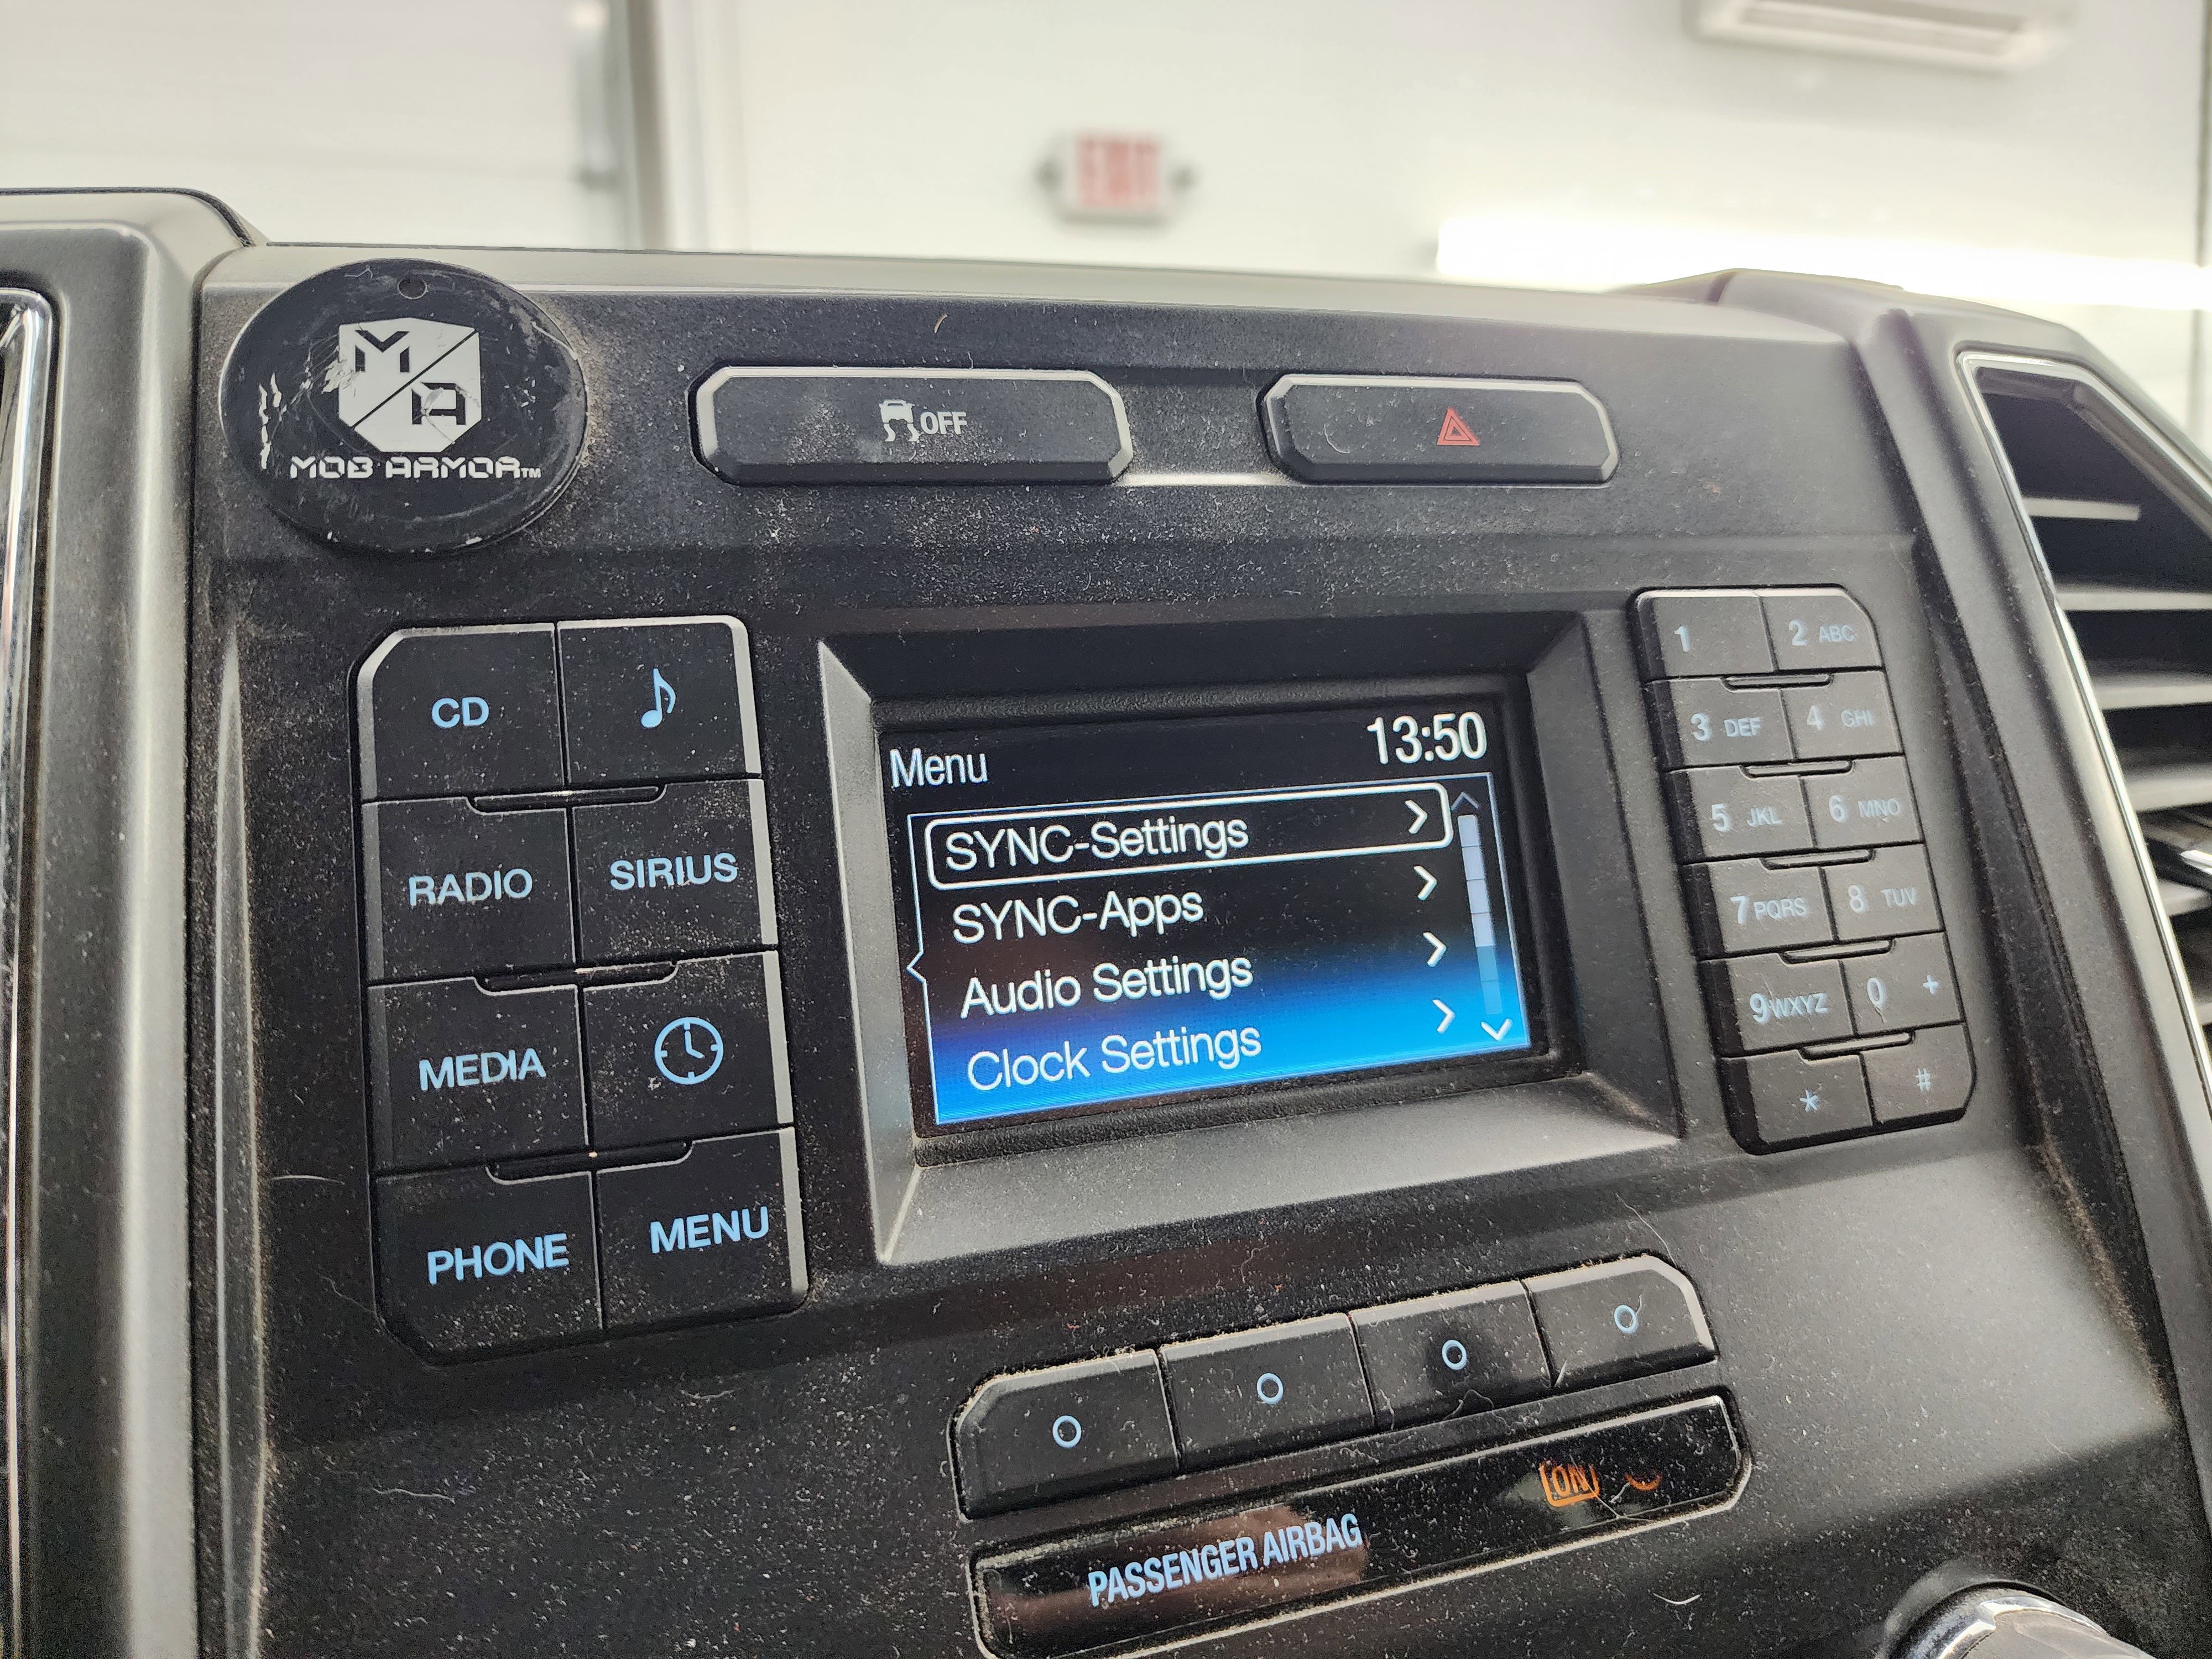 EXIT
M
A
MOB ARMOR™
OFF
CD
RADIO
SIRIUS
MEDIA
PHONE
MENU
Menu
13:50
SYNC-Settings
SYNC-Apps
Audio Settings
Clock Settings
1
2 ABC
3 DEF
4 GHI
5 JKL
6 MNO
7 PQRS
8 TUV
9 WXYZ
0 +
*
#
PASSENGER AIRBAG
ON